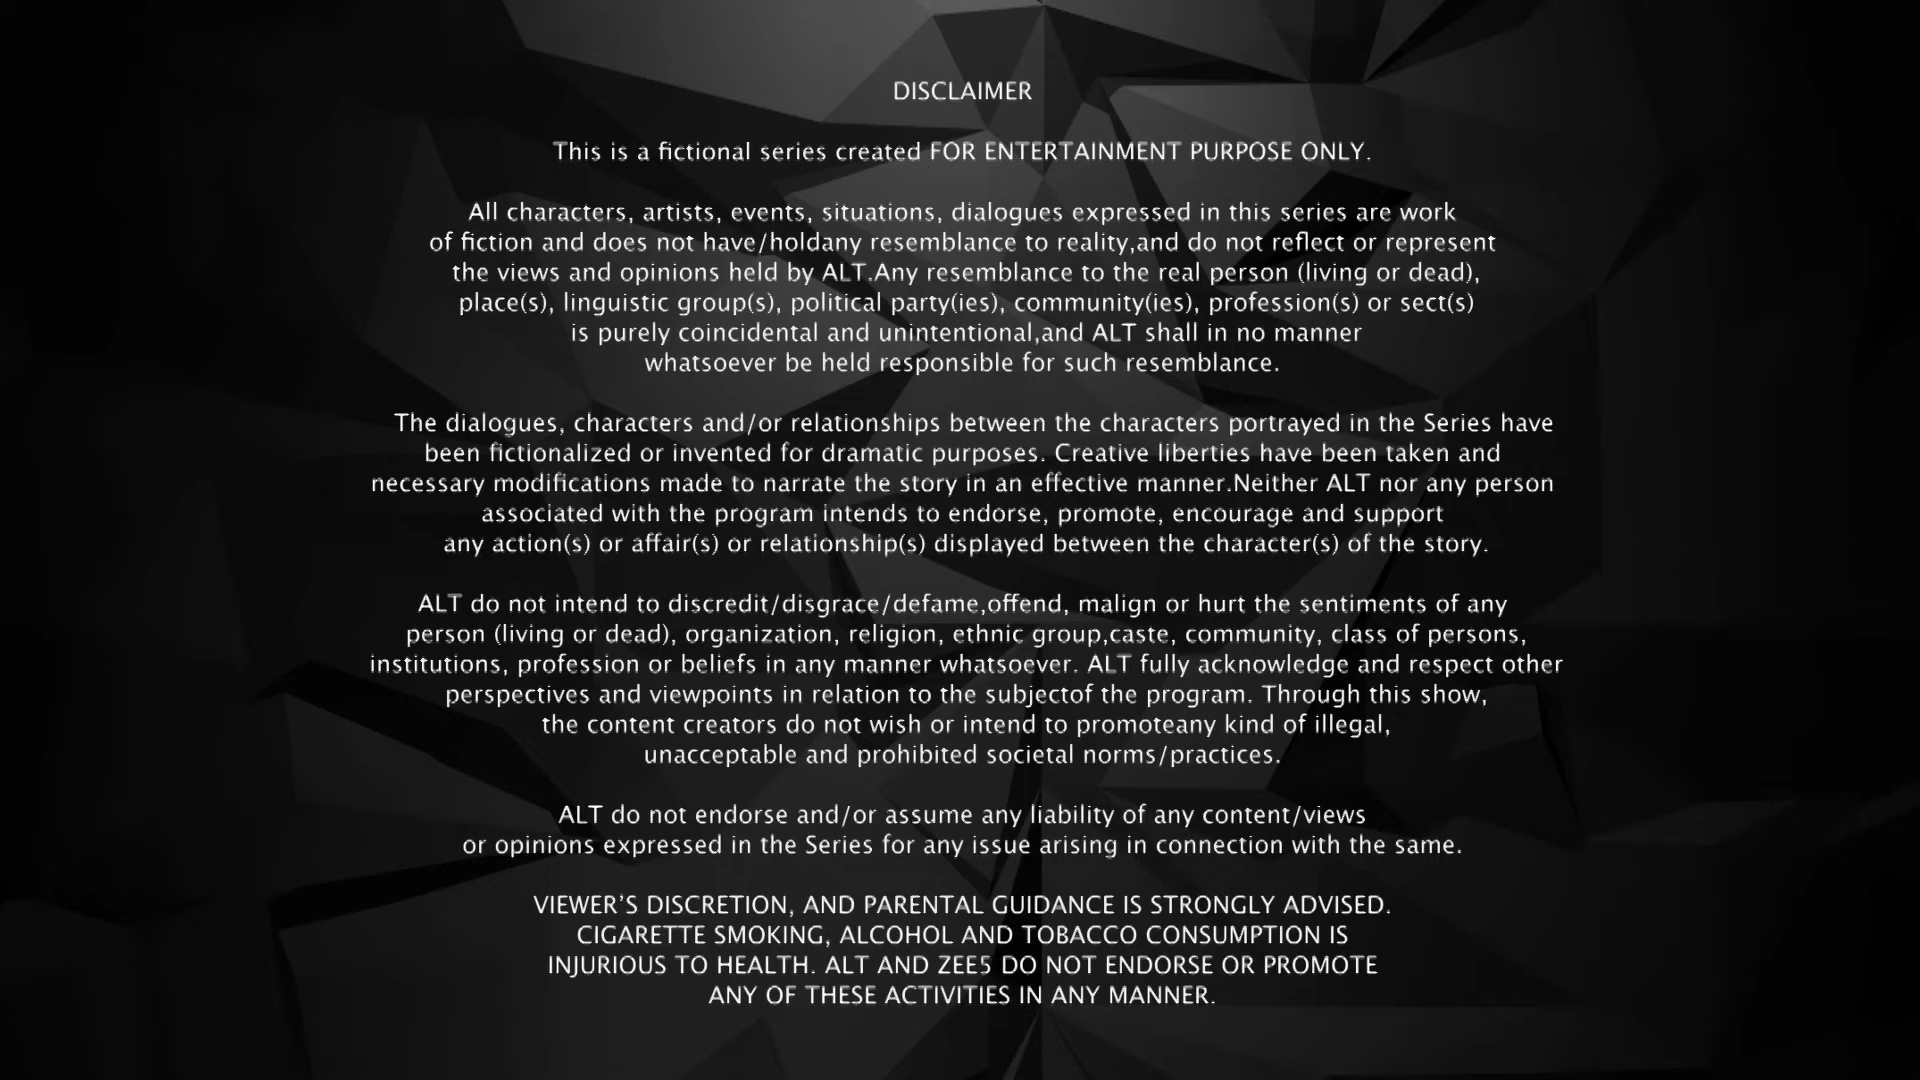 DISCLAIMER
This is a fictional series created FOR ENTERTAINMENT PURPOSE ONLY.
All characters, artists, events, situations, dialogues expressed in this series are work
of fiction and does not have/holdany resemblance to reality,and do not reflect or represent
the views and opinions held by ALT.Any resemblance to the real person (living or dead),
place(s), linguistic group(s), political party(ies), community(ies), profession(s) or sect(s)
is purely coincidental and unintentional,and ALT shall in no manner
whatsoever be held responsible for such resemblance.
The dialogues, characters and/or relationships between the characters portrayed in the Series have
been fictionalized or invented for dramatic purposes. Creative liberties have been taken and
necessary modifications made to narrate the story in an effective manner.Neither ALT nor any person
associated with the program intends to endorse, promote, encourage and support
any action(s) or affair(s) or relationship(s) displayed between the character(s) of the story.
ALT do not intend to discredit/disgrace/defame,offend, malign or hurt the sentiments of any
person (living or dead), organization, religion, ethnic group,caste, community, class of persons,
institutions, profession or beliefs in any manner whatsoever. ALT fully acknowledge and respect other
perspectives and viewpoints in relation to the subjectof the program. Through this show,
the content creators do not wish or intend to promoteany kind of illegal,
unacceptable and prohibited societal norms/practices.
ALT do not endorse and/or assume any liability of any content/views
or opinions expressed in the Series for any issue arising in connection with the same.
VIEWER'S DISCRETION, AND PARENTAL GUIDANCE IS STRONGLY ADVISED.
CIGARETTE SMOKING, ALCOHOL AND TOBACCO CONSUMPTION IS
INJURIOUS TO HEALTH. ALT AND ZEE5 DO NOT ENDORSE OR PROMOTE
ANY OF THESE ACTIVITIES IN ANY MANNER.